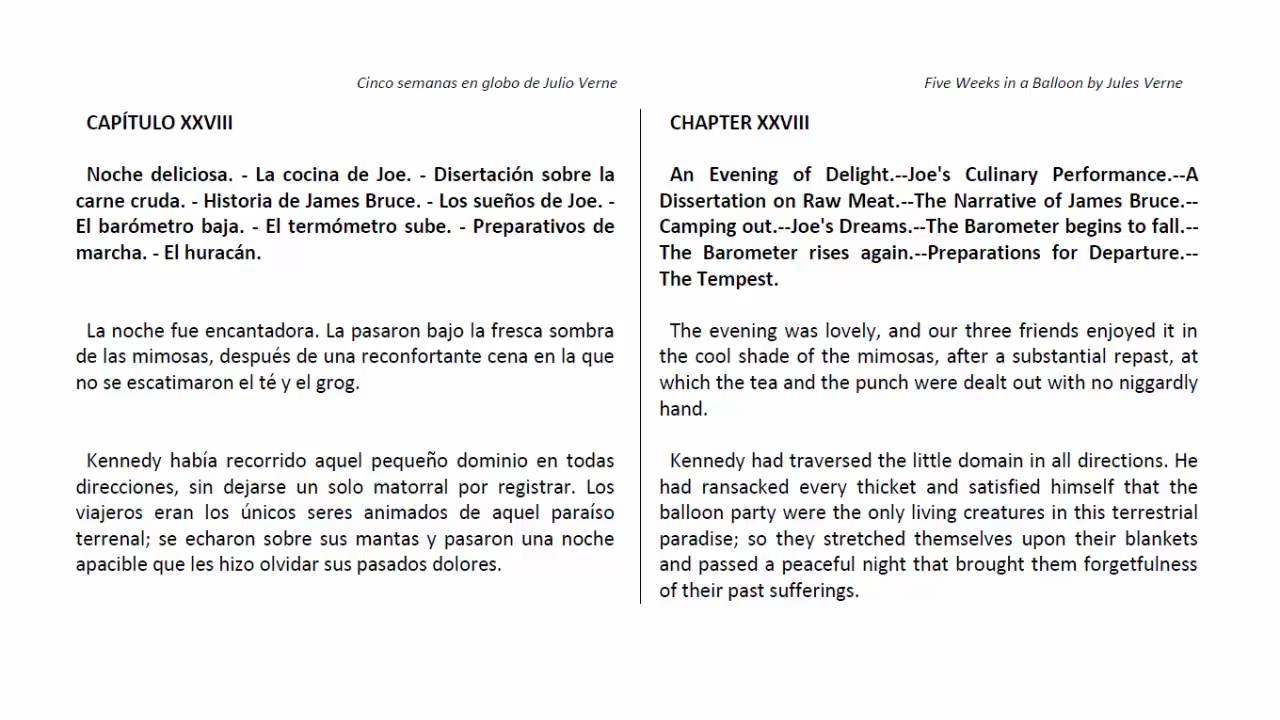 Cinco semanas en globo de Julio Verne
CAPÍTULO XXVIII
Noche deliciosa. - La cocina de Joe. - Disertación sobre la
carne cruda. - Historia de James Bruce. - Los sueños de Joe. -
El barómetro baja. - El termómetro sube. - Preparativos de
marcha. - El huracán.
La noche fue encantadora. La pasaron bajo la fresca sombra
de las mimosas, después de una reconfortante cena en la que
no se escatimaron el té y el grog.
Kennedy había recorrido aquel pequeño dominio en todas
direcciones, sin dejarse un solo matorral por registrar. Los
viajeros eran los únicos seres animados de aquel paraíso
terrenal; se echaron sobre sus mantas y pasaron una noche
apacible que les hizo olvidar sus pasados dolores.
Five Weeks in a Balloon by Jules Verne
CHAPTER XXVIII
An Evening of Delight.--Joe's Culinary Performance.--A
Dissertation on Raw Meat.--The Narrative of James Bruce.--
Camping out.--Joe's Dreams.--The Barometer begins to fall.--
The Barometer rises again.--Preparations for Departure.--
The Tempest.
The evening was lovely, and our three friends enjoyed it in
the cool shade of the mimosas, after a substantial repast, at
which the tea and the punch were dealt out with no niggardly
hand.
Kennedy had traversed the little domain in all directions. He
had ransacked every thicket and satisfied himself that the
balloon party were the only living creatures in this terrestrial
paradise; so they stretched themselves upon their blankets
and passed a peaceful night that brought them forgetfulness
of their past sufferings.